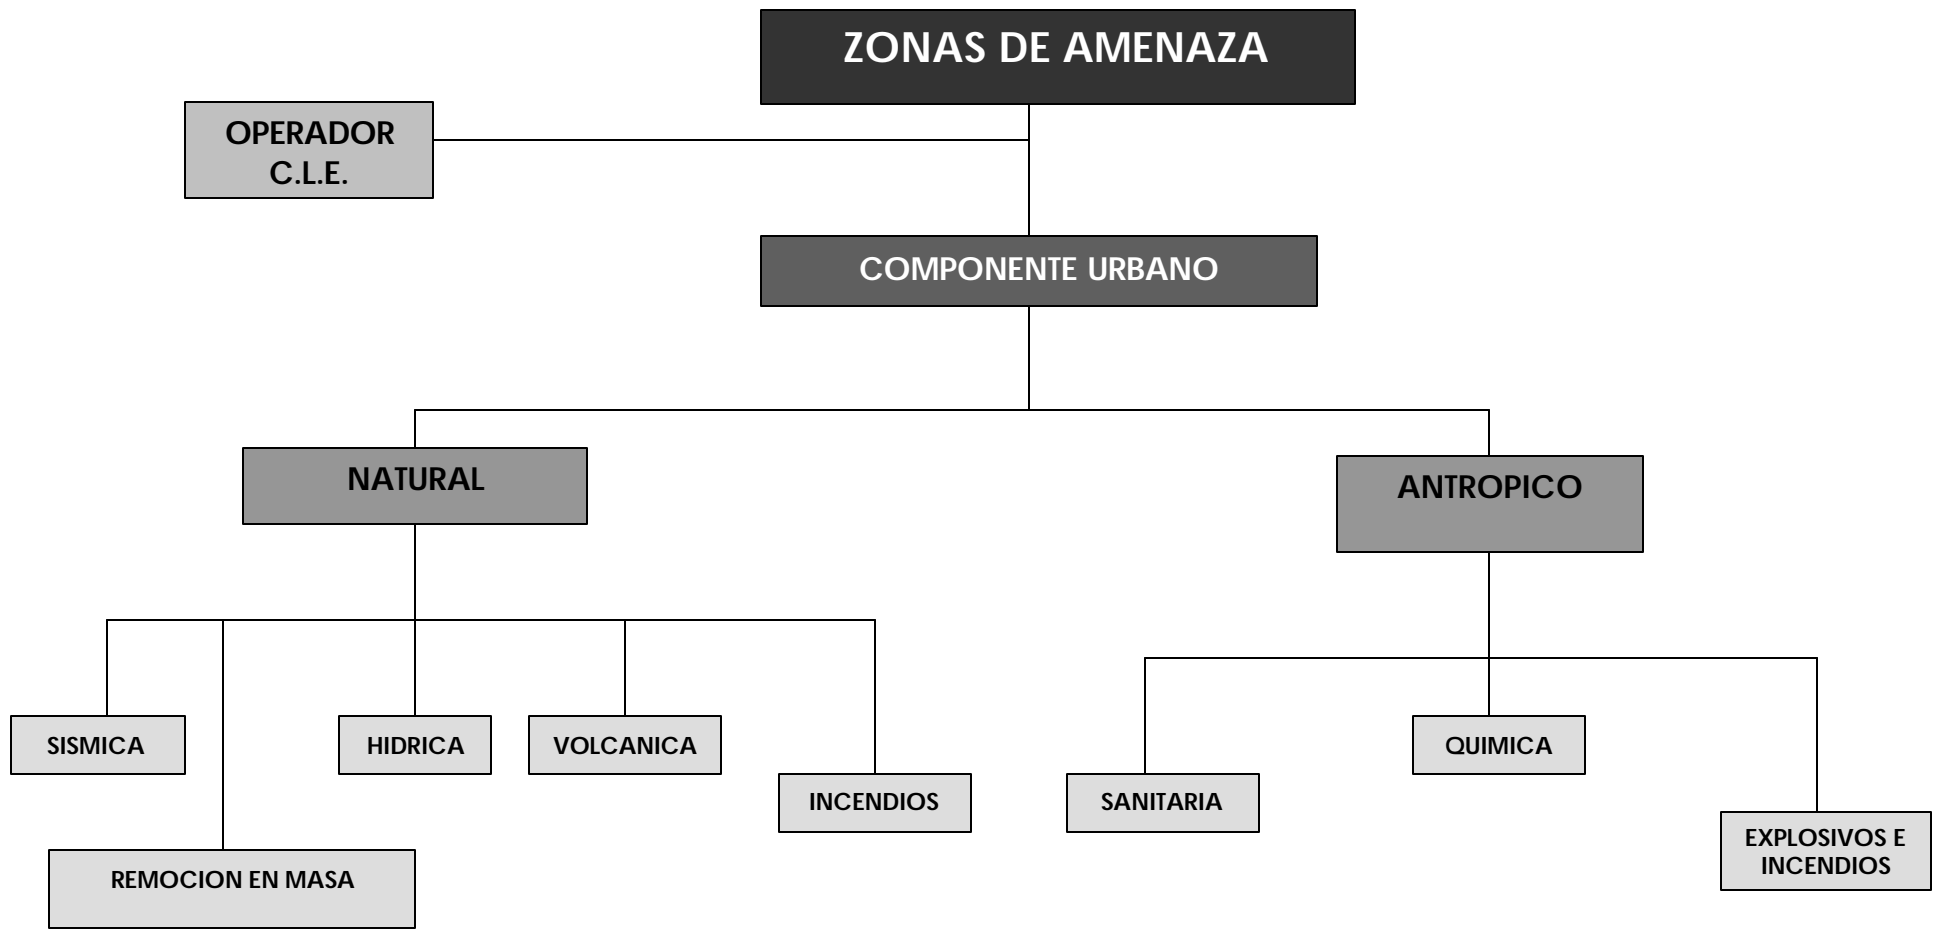 ZONAS DE AMENAZA
OPERADOR
C.L.E.
COMPONENTE URBANO
NATURAL
ANTROPICO
SISMICA
HIDRICA
VOLCANICA
QUIMICA
INCENDIOS
SANITARIA
EXPLOSIVOS E
INCENDIOS
REMOCION EN MASA